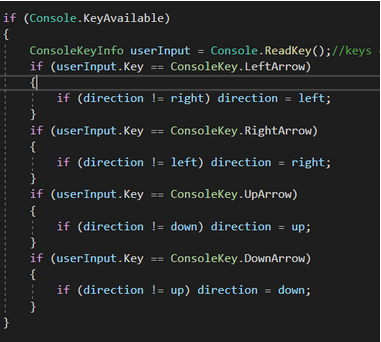 if (Console.KeyAvailable)
{
ConsoleKeyInfo userInput = Console.ReadKey();//keys
if (userInput.Key == ConsoleKey.LeftArrow)
{
if (direction != right) direction = left;
}
if (userInput.Key == ConsoleKey.RightArrow)
{
if (direction != left) direction = right;
}
if (userInput.Key == ConsoleKey.UpArrow)
{
if (direction != down) direction = up;
}
if (userInput.Key == ConsoleKey.DownArrow)
{
if (direction != up) direction = down;
}
}